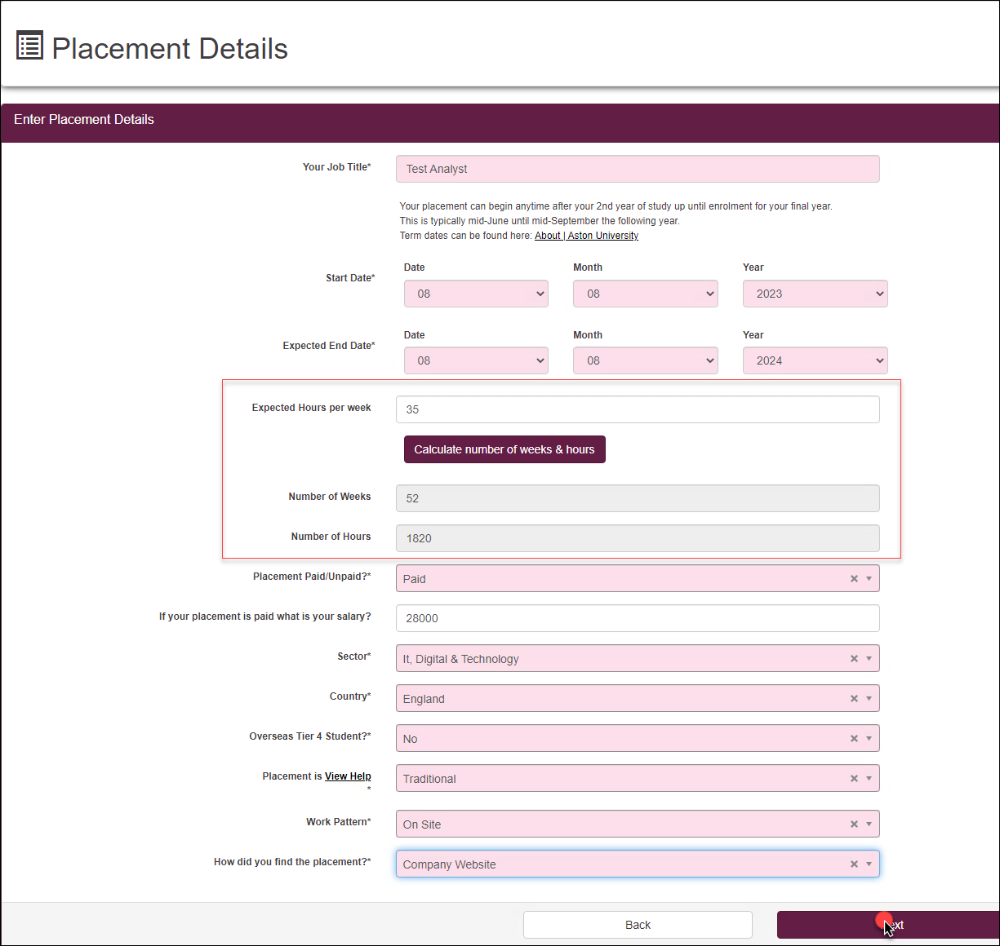 Placement Details
Enter Placement Details
Your Job Title*
Test Analyst
Your placement can begin anytime after your 2nd year of study up until enrolment for your final year.
This is typically mid-June until mid-September the following year.
Term dates can be found here: About | Aston University
Date Month Year
Start Date*
08 08 2023
Date Month Year
Expected End Date*
08 08 2024
Expected Hours per week
35
Calculate number of weeks & hours
Number of Weeks
52
Number of Hours
1820
Placement Paid/Unpaid?*
Paid
If your placement is paid what is your salary?
28000
Sector*
It, Digital & Technology
Country*
England
Overseas Tier 4 Student?*
No
Placement is View Help
*
Traditional
Work Pattern*
On Site
How did you find the placement?*
Company Website
Back